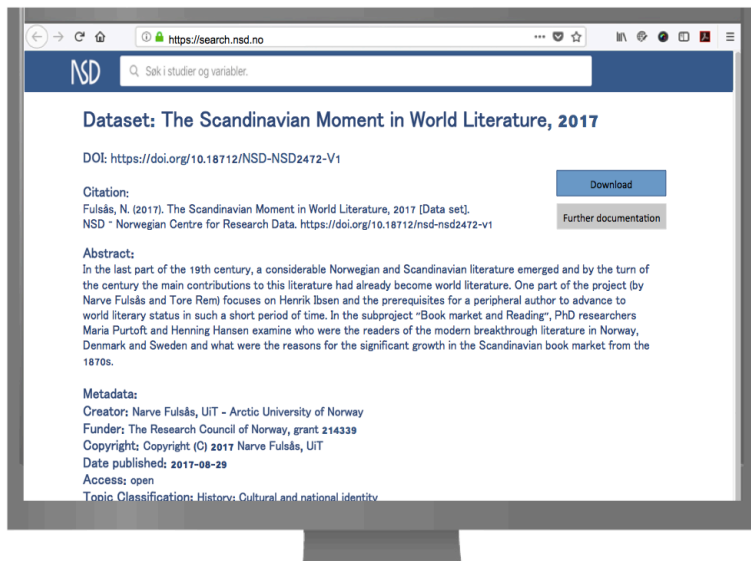 https://search.nsd.no
NSD
Søk i studier og variabler.
Dataset: The Scandinavian Moment in World Literature, 2017
DOI: https://doi.org/10.18712/NSD-NSD2472-V1
Download
Citation:
Fulsås, N. (2017). The Scandinavian Moment in World Literature, 2017 [Data set].
NSD - Norwegian Centre for Research Data. https://doi.org/10.18712/nsd-nsd2472-v1
Further documentation
Abstract:
In the last part of the 19th century, a considerable Norwegian and Scandinavian literature emerged and by the turn of
the century the main contributions to this literature had already become world literature. One part of the project (by
Narve Fulsås and Tore Rem) focuses on Henrik Ibsen and the prerequisites for a peripheral author to advance to
world literary status in such a short period of time. In the subproject "Book market and Reading", PhD researchers
Maria Purtoft and Henning Hansen examine who were the readers of the modern breakthrough literature in Norway,
Denmark and Sweden and what were the reasons for the significant growth in the Scandinavian book market from the
1870s.
Metadata:
Creator: Narve Fulsås, UiT - Arctic University of Norway
Funder: The Research Council of Norway, grant 214339
Copyright: Copyright (C) 2017 Narve Fulsås, UiT
Date published: 2017-08-29
Access: open
Topic Classification: History; Cultural and national identity